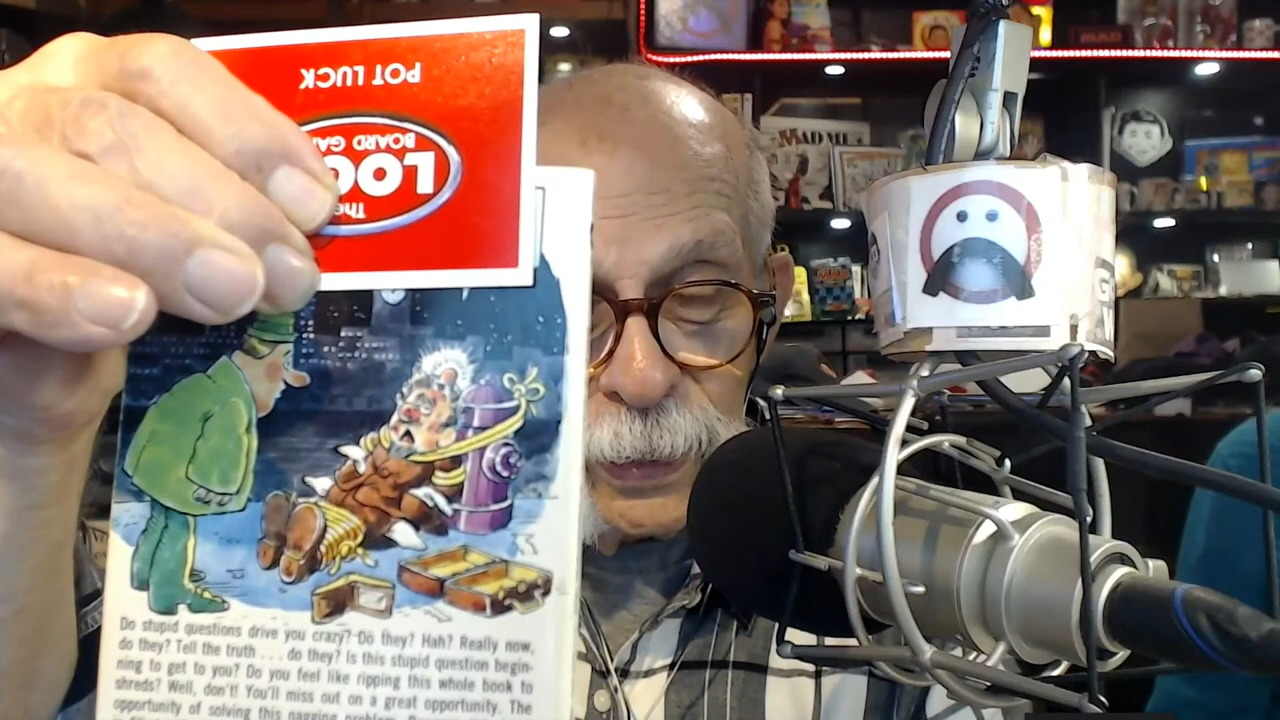 POT LUCK
The
LOO
BOARD GA
MAD
Do stupid questions drive you crazy? Do they? Hah? Really now,
do they? Tell the truth . . . do they? Is this stupid question begin-
ning to get to you? Do you feel like ripping this whole book to
shreds? Well, don't! You'll miss out on a great opportunity. The
opportunity of solving this nagging problem.